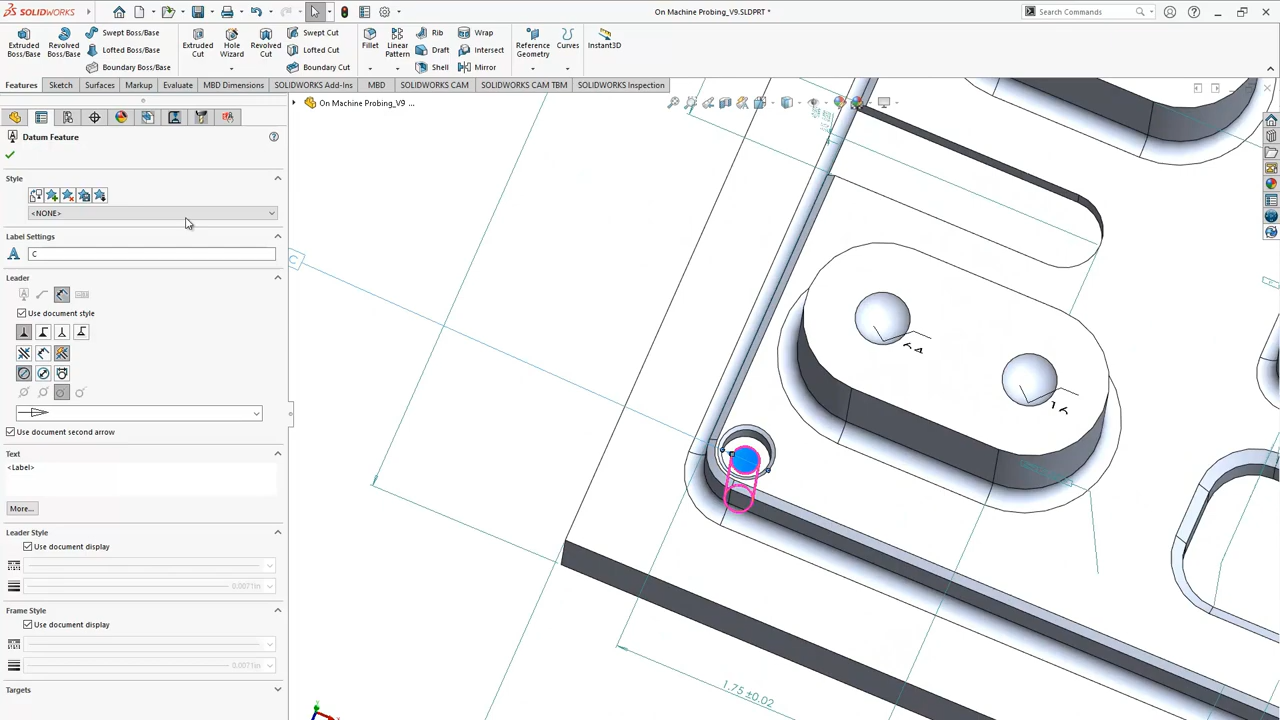 SOLIDWORKS
On Machine Probing_V9.SLDPRT *
Search Commands
Extruded Boss/Base
Revolved Boss/Base
Swept Boss/Base
Lofted Boss/Base
Boundary Boss/Base
Extruded Cut
Hole Wizard
Revolved Cut
Swept Cut
Lofted Cut
Boundary Cut
Fillet
Linear Pattern
Rib
Draft
Shell
Wrap
Intersect
Mirror
Reference Geometry
Curves
Instant3D
Features
Sketch
Surfaces
Markup
Evaluate
MBD Dimensions
SOLIDWORKS Add-Ins
MBD
SOLIDWORKS CAM
SOLIDWORKS CAM TBM
SOLIDWORKS Inspection
On Machine Probing_V9 ...
Datum Feature
Style
<NONE>
Label Settings
C
Leader
Use document style
Use document second arrow
Text
<Label>
More...
Leader Style
Use document display
0.0071in
Frame Style
Use document display
0.0071in
Targets
C
1.75 ±0.02